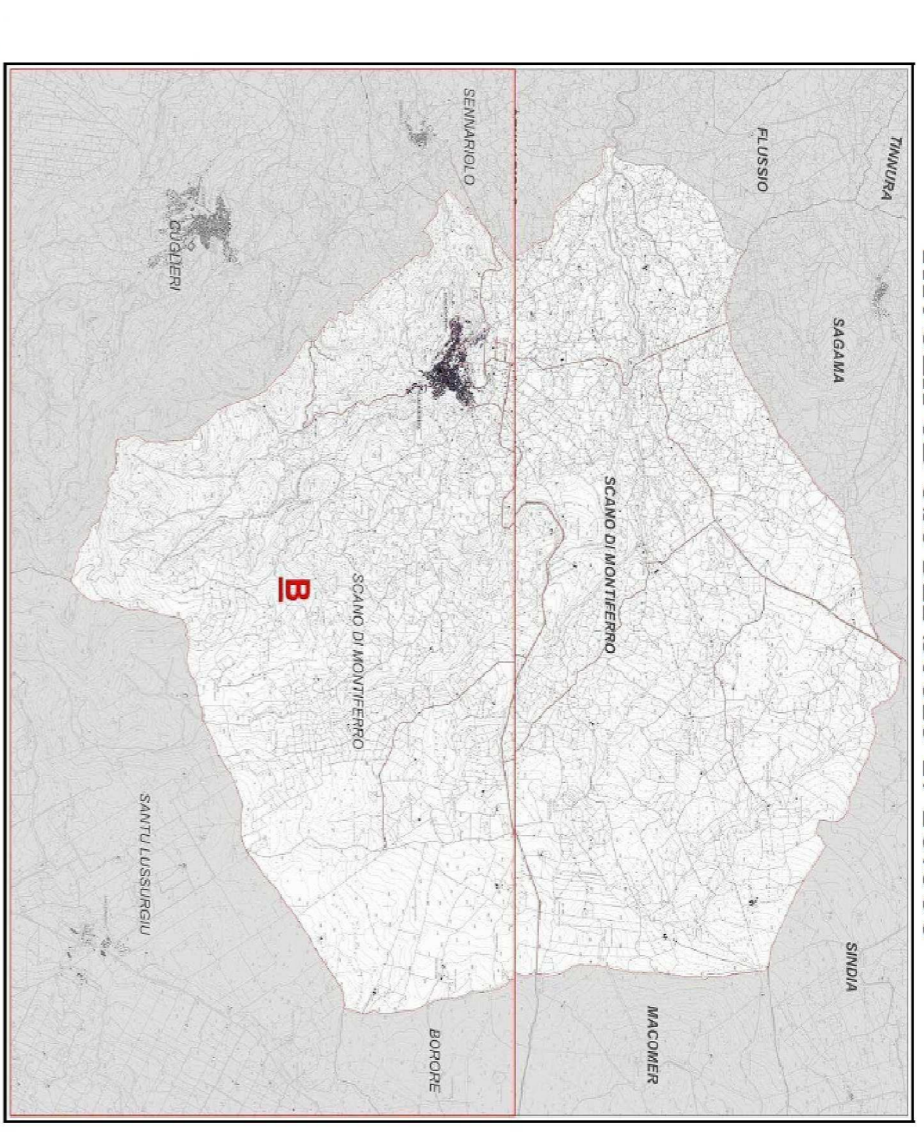 TINNURA
FLUSSIO
SENNARIOLO
CUGLIERI
SAGAMA
SCANO DI MONTIFERRO
B
SCANO DI MONTIFERRO
SANTU LUSSURGIU
SINDIA
MACOMER
BORORE